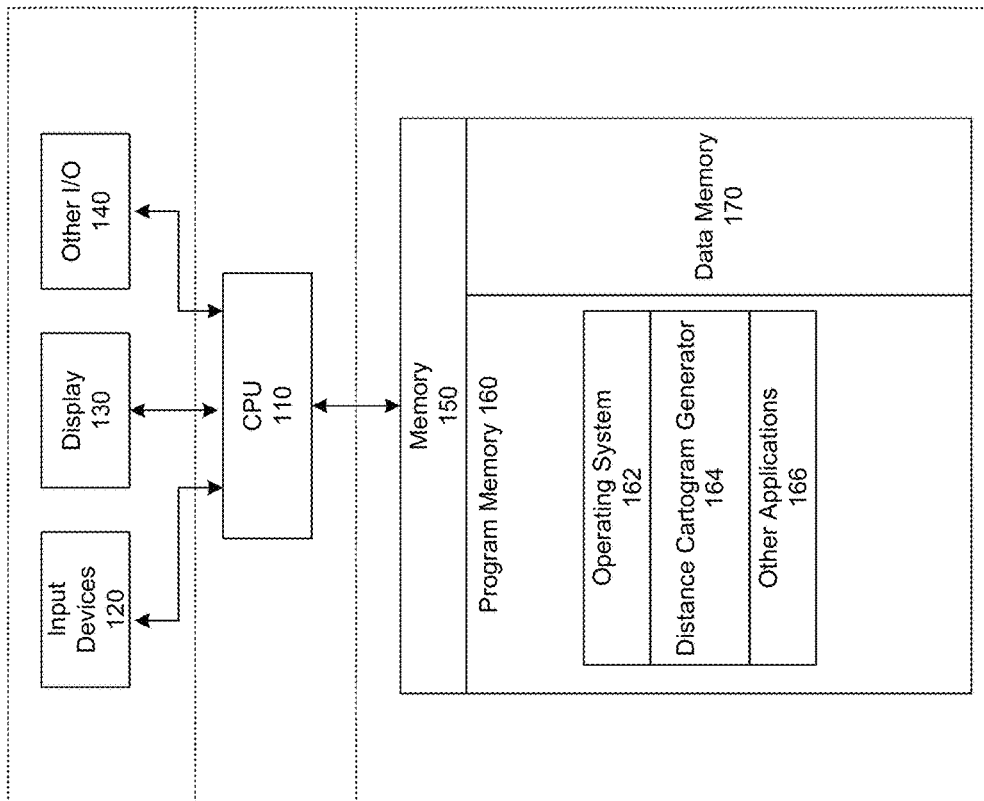 Input
Devices
120
Display
130
Other I/O
140
CPU
110
Memory
150
Program Memory 160
Operating System
162
Distance Cartogram Generator
164
Other Applications
166
Data Memory
170